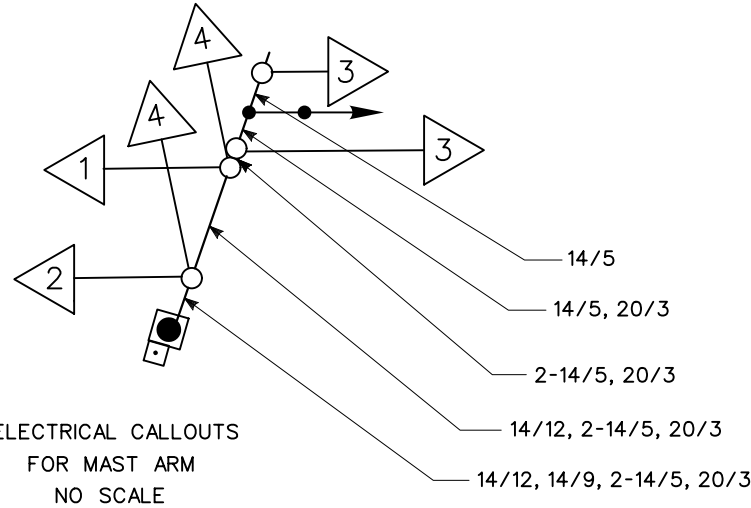 4
3
4
1
3
2
14/5
14/5, 20/3
2-14/5, 20/3
14/12, 2-14/5, 20/3
14/12, 14/9, 2-14/5, 20/3
ELECTRICAL CALLOUTS
FOR MAST ARM
NO SCALE